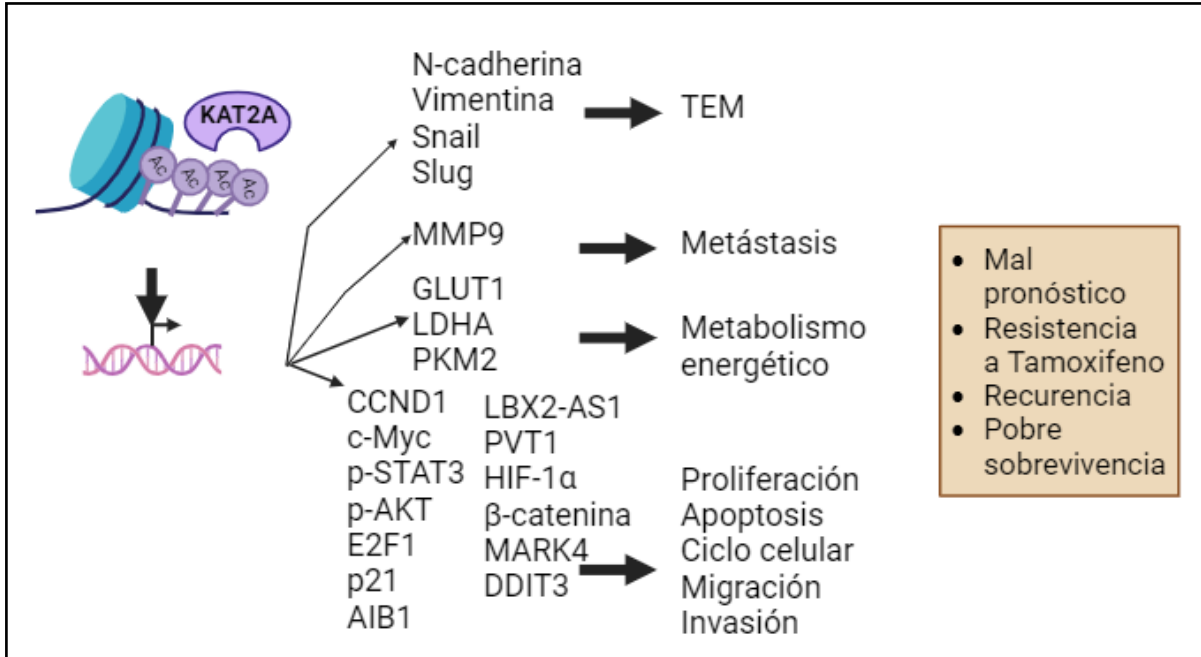 KAT2A
Ac
Ac
Ac
Ac
N-cadherina
Vimentina
Snail
Slug
TEM
MMP9
Metástasis
GLUT1
LDHA
PKM2
Metabolismo
energético
CCND1
c-Myc
p-STAT3
p-AKT
E2F1
p21
AIB1
LBX2-AS1
PVT1
HIF-1α
β-catenina
MARK4
DDIT3
Proliferación
Apoptosis
Ciclo celular
Migración
Invasión
• Mal
pronóstico
• Resistencia
a Tamoxifeno
• Recurencia
• Pobre
sobrevivencia